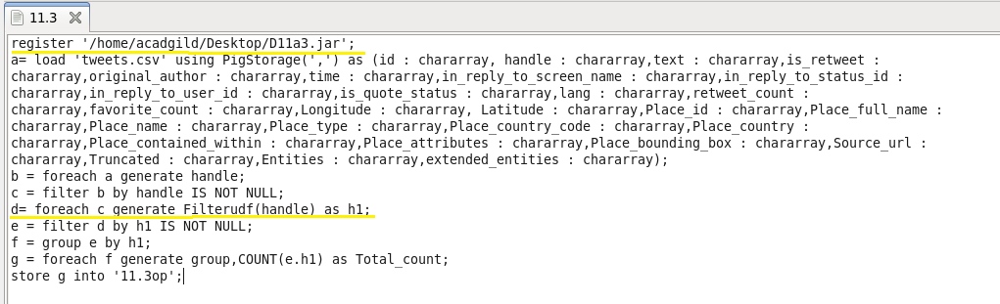 11.3
register '/home/acadgild/Desktop/D11a3.jar';
a= load 'tweets.csv' using PigStorage(',') as (id : chararray, handle : chararray,text : chararray,is_retweet :
chararray,original_author : chararray,time : chararray,in_reply_to_screen_name : chararray,in_reply_to_status_id :
chararray,in_reply_to_user_id : chararray,is_quote_status : chararray,lang : chararray,retweet_count :
chararray,favorite_count : chararray,Longitude : chararray, Latitude : chararray,Place_id : chararray,Place_full_name :
chararray,Place_name : chararray,Place_type : chararray,Place_country_code : chararray,Place_country :
chararray,Place_contained_within : chararray,Place_attributes : chararray,Place_bounding_box : chararray,Source_url :
chararray,Truncated : chararray,Entities : chararray,extended_entities : chararray);
b = foreach a generate handle;
c = filter b by handle IS NOT NULL;
d= foreach c generate Filterudf(handle) as h1;
e = filter d by h1 IS NOT NULL;
f = group e by h1;
g = foreach f generate group,COUNT(e.h1) as Total_count;
store g into '11.3op';